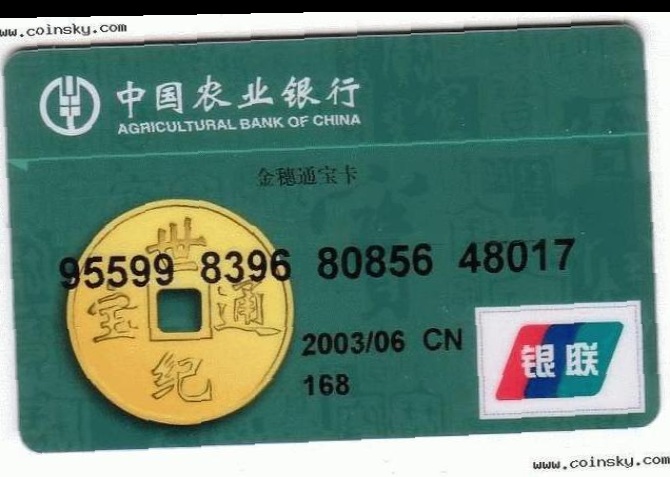 www.coinsky.com
中国农业银行
AGRICULTURAL BANK OF CHINA
金穗通宝卡
95599 8396 80856 48017
世
宝 通
纪
2003/06 CN
168
银联
www.coinsky.com